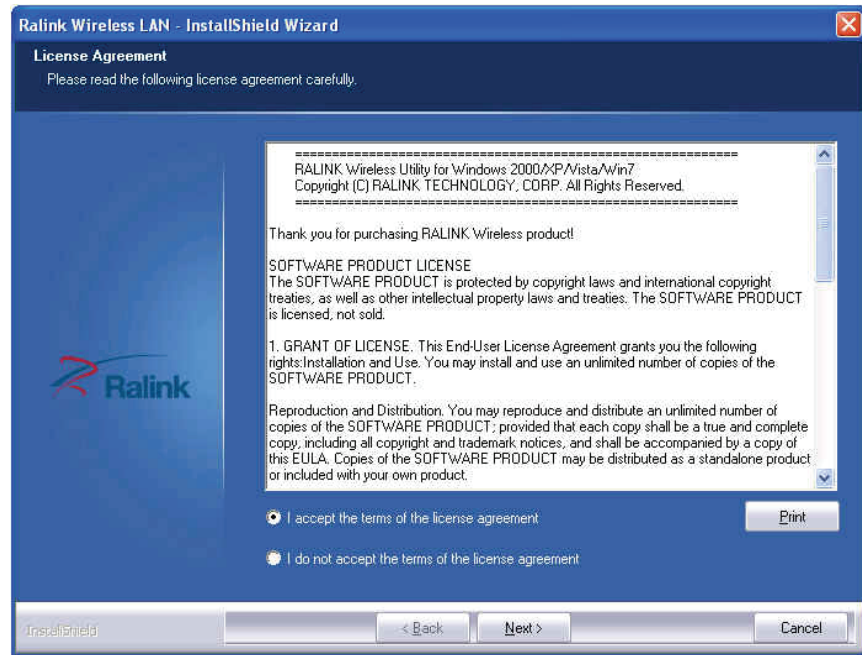 Ralink Wireless LAN - InstallShield Wizard
License Agreement
Please read the following license agreement carefully.
============================================================
RALINK Wireless Utility for Windows 2000/XP/Vista/Win7
Copyright (C) RALINK TECHNOLOGY, CORP. All Rights Reserved.
============================================================
Thank you for purchasing RALINK Wireless product!
SOFTWARE PRODUCT LICENSE
The SOFTWARE PRODUCT is protected by copyright laws and international copyright
treaties, as well as other intellectual property laws and treaties. The SOFTWARE PRODUCT
is licensed, not sold.
1. GRANT OF LICENSE. This End-User License Agreement grants you the following
rights:Installation and Use. You may install and use an unlimited number of copies of the
SOFTWARE PRODUCT.
Reproduction and Distribution. You may reproduce and distribute an unlimited number of
copies of the SOFTWARE PRODUCT; provided that each copy shall be a true and complete
copy, including all copyright and trademark notices, and shall be accompanied by a copy of
this EULA. Copies of the SOFTWARE PRODUCT may be distributed as a standalone product
or included with your own product.
Ralink
I accept the terms of the license agreement
Print
I do not accept the terms of the license agreement
InstallShield
< Back
Next >
Cancel